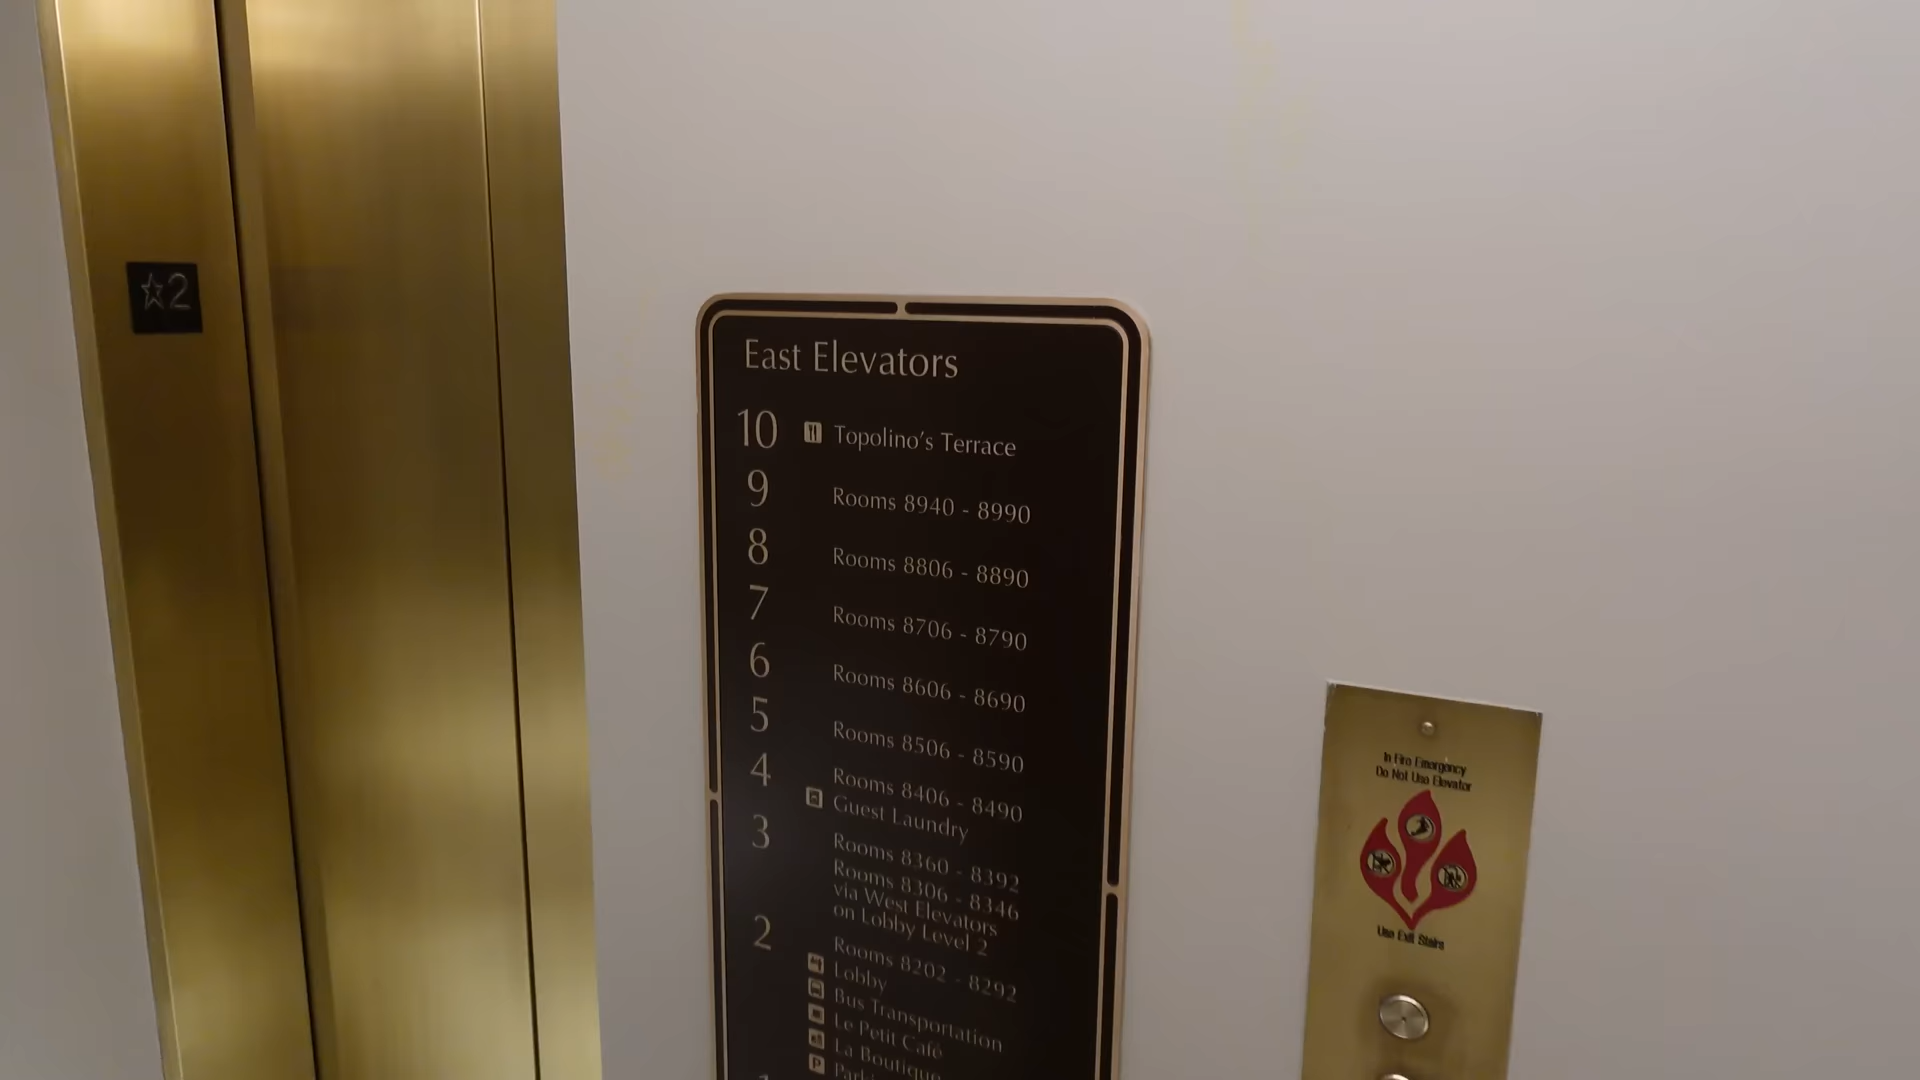 ☆2
East Elevators
10 Topolino's Terrace
9 Rooms 8940 - 8990
8 Rooms 8806 - 8890
7 Rooms 8706 - 8790
6 Rooms 8606 - 8690
5 Rooms 8506 - 8590
4 Rooms 8406 - 8490
Guest Laundry
3 Rooms 8360 - 8392
Rooms 8306 - 8346
via West Elevators
on Lobby Level 2
2 Rooms 8202 - 8292
Lobby
Bus Transportation
Le Petit Café
La Boutique
P
In Fire Emergency
Do Not Use Elevator
Use Exit Stairs